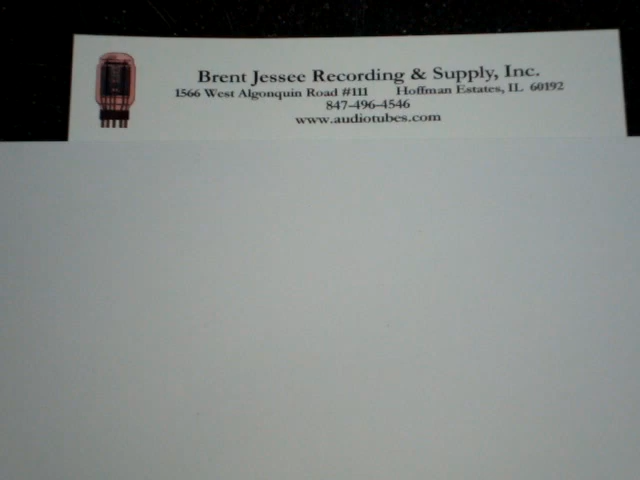 Brent Jessee Recording & Supply, Inc.
1566 West Algonquin Road #111 Hoffman Estates, IL 60192
847-496-4546
www.audiotubes.com